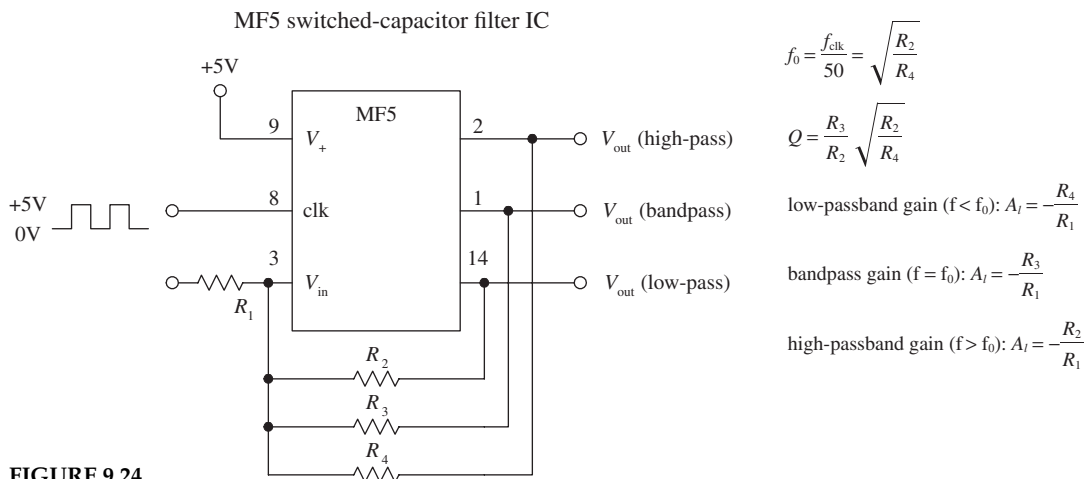 MF5 switched-capacitor filter IC
+5V
MF5
9
V+
2
Vout (high-pass)
+5V
0V
8
clk
1
Vout (bandpass)
3
Vin
14
Vout (low-pass)
R1
R2
R3
R4
f0 = fclk/50 = √(R2/R4)
Q = R3/R2 √(R2/R4)
low-passband gain (f < f0): Al = −R4/R1
bandpass gain (f = f0): Al = −R3/R1
high-passband gain (f > f0): Al = −R2/R1
FIGURE 9.24